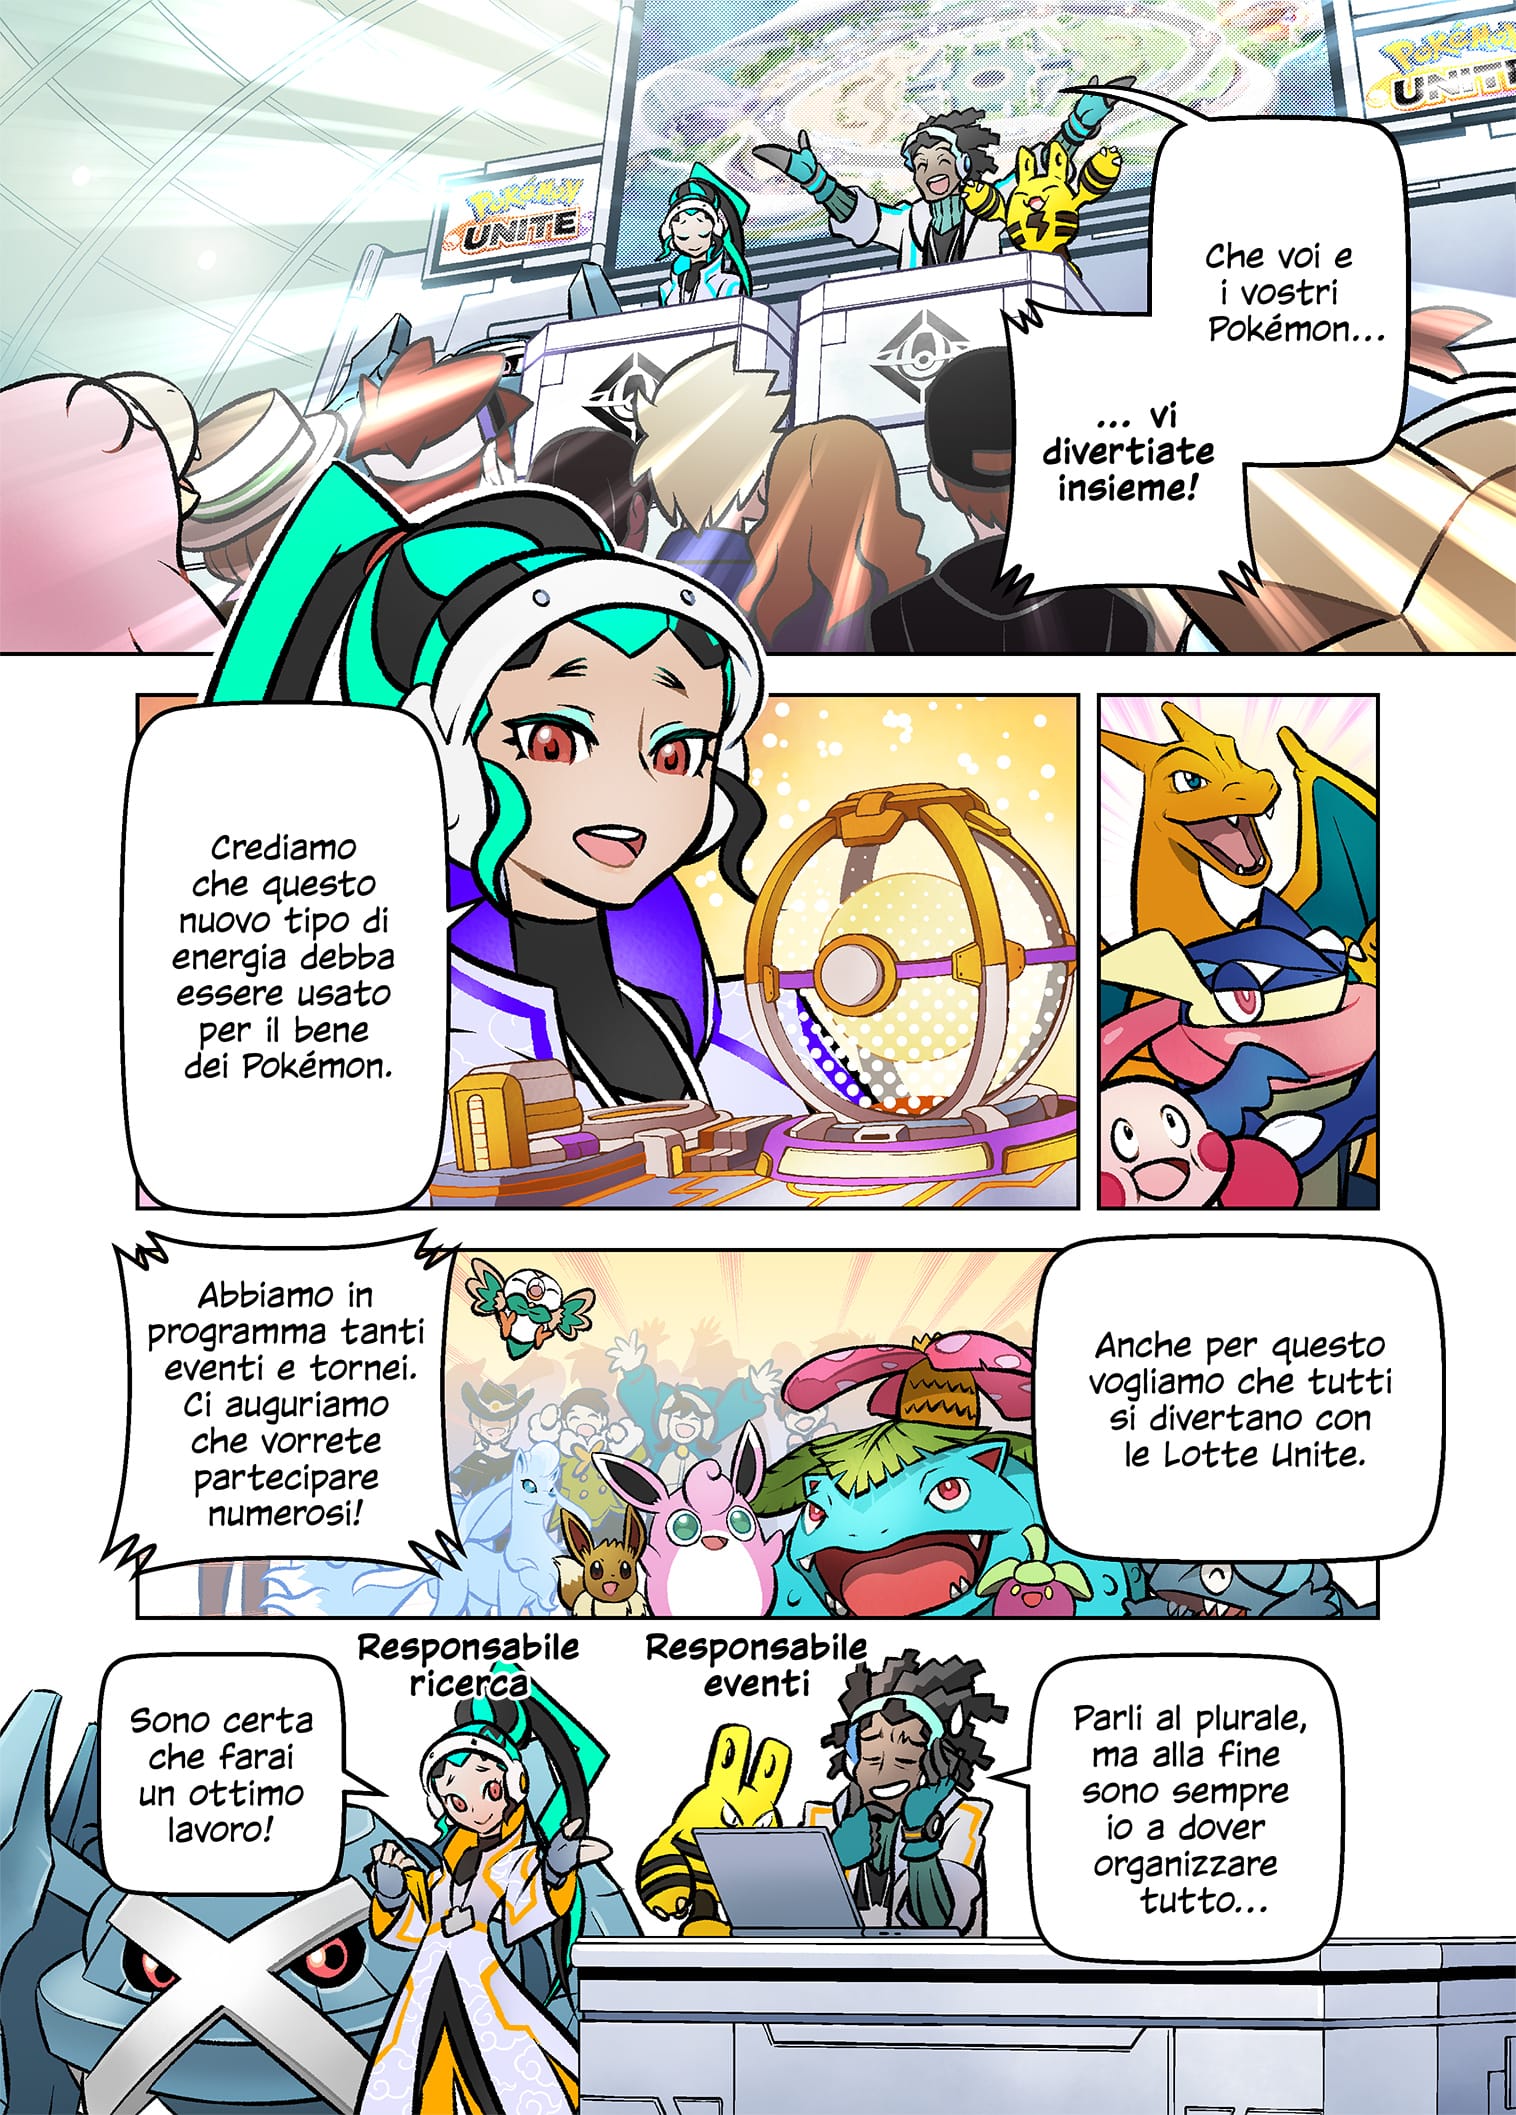 POKéMON
UNITE
POKéMON
UNITE
Che voi e
i vostri
Pokémon...
... vi
divertiate
insieme!
Crediamo
che questo
nuovo tipo di
energia debba
essere usato
per il bene
dei Pokémon.
Abbiamo in
programma tanti
eventi e tornei.
Ci auguriamo
che vorrete
partecipare
numerosi!
Anche per questo
vogliamo che tutti
si divertano con
le Lotte Unite.
Responsabile
ricerca
Responsabile
eventi
Sono certa
che farai
un ottimo
lavoro!
Parli al plurale,
ma alla fine
sono sempre
io a dover
organizzare
tutto...